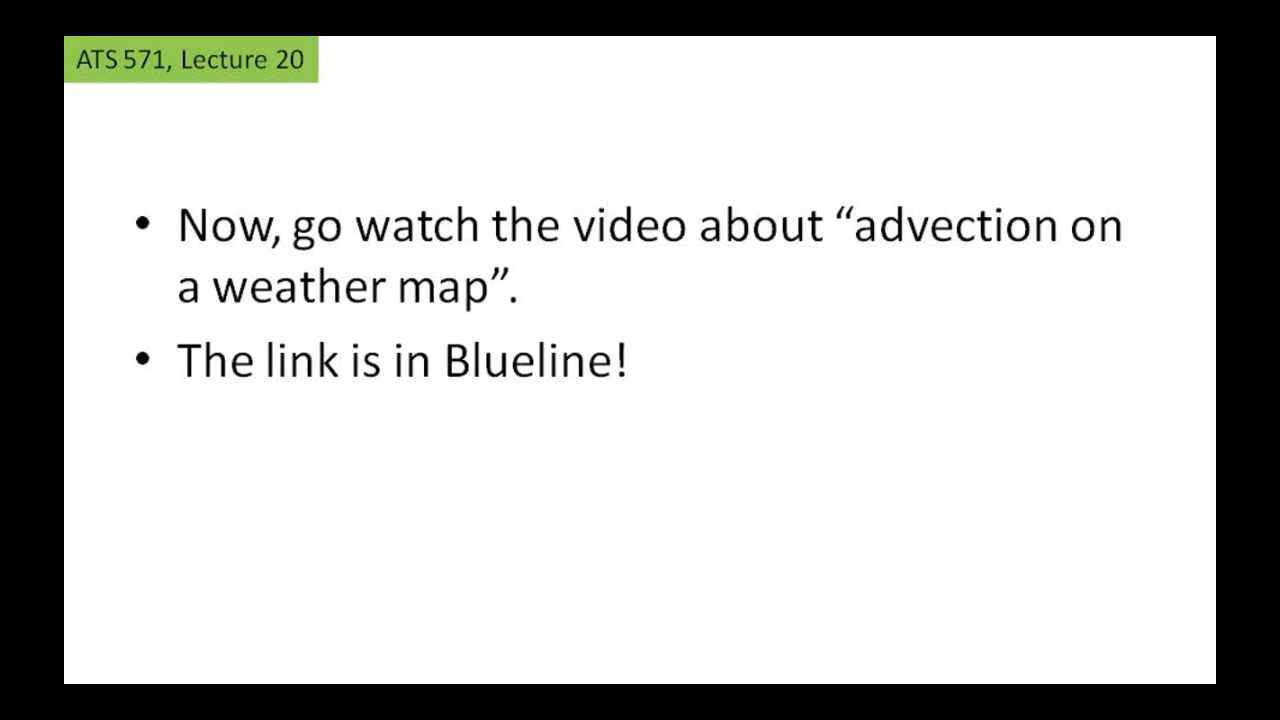 ATS 571, Lecture 20
• Now, go watch the video about “advection on
a weather map”.
• The link is in Blueline!